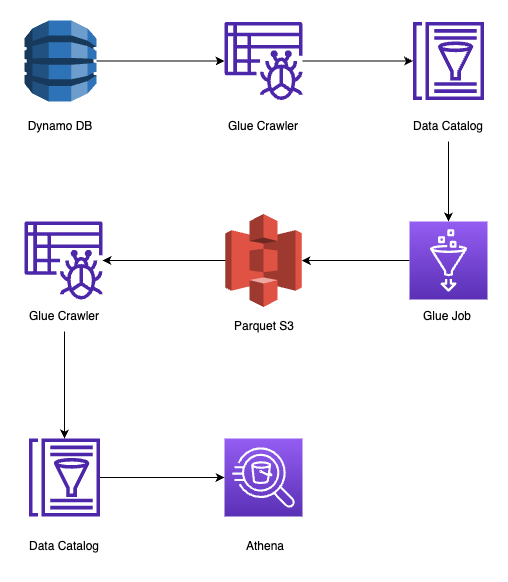 Dynamo DB
Glue Crawler
Data Catalog
Glue Crawler
Parquet S3
Glue Job
Data Catalog
Athena